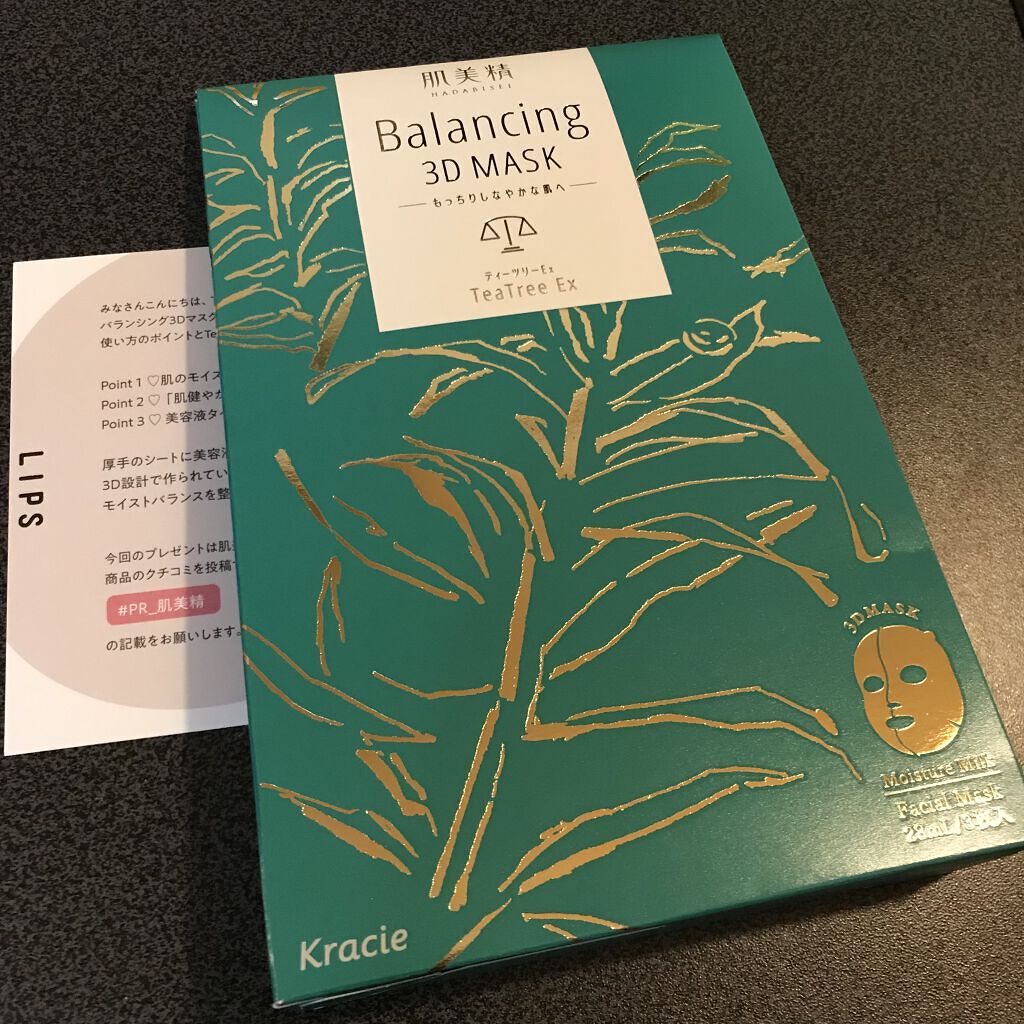 肌美精
HADABISEI
Balancing
3D MASK
もっちりしなやかな肌へ
ティーツリーEx
TeaTree Ex
3D MASK
Moisture Milk
Facial Mask
28mL/3枚入
Kracie
LIPS
みなさんこんにちは、
バランシング3Dマスク
使い方のポイントとTe
Point 1 ♡肌のモイス
Point 2 ♡「肌健やか
Point 3 ♡ 美容液タイ
厚手のシートに美容液
3D設計で作られてい
モイストバランスを整
今回のプレゼントは肌
商品のクチコミを投稿
#PR_肌美精
の記載をお願いします。